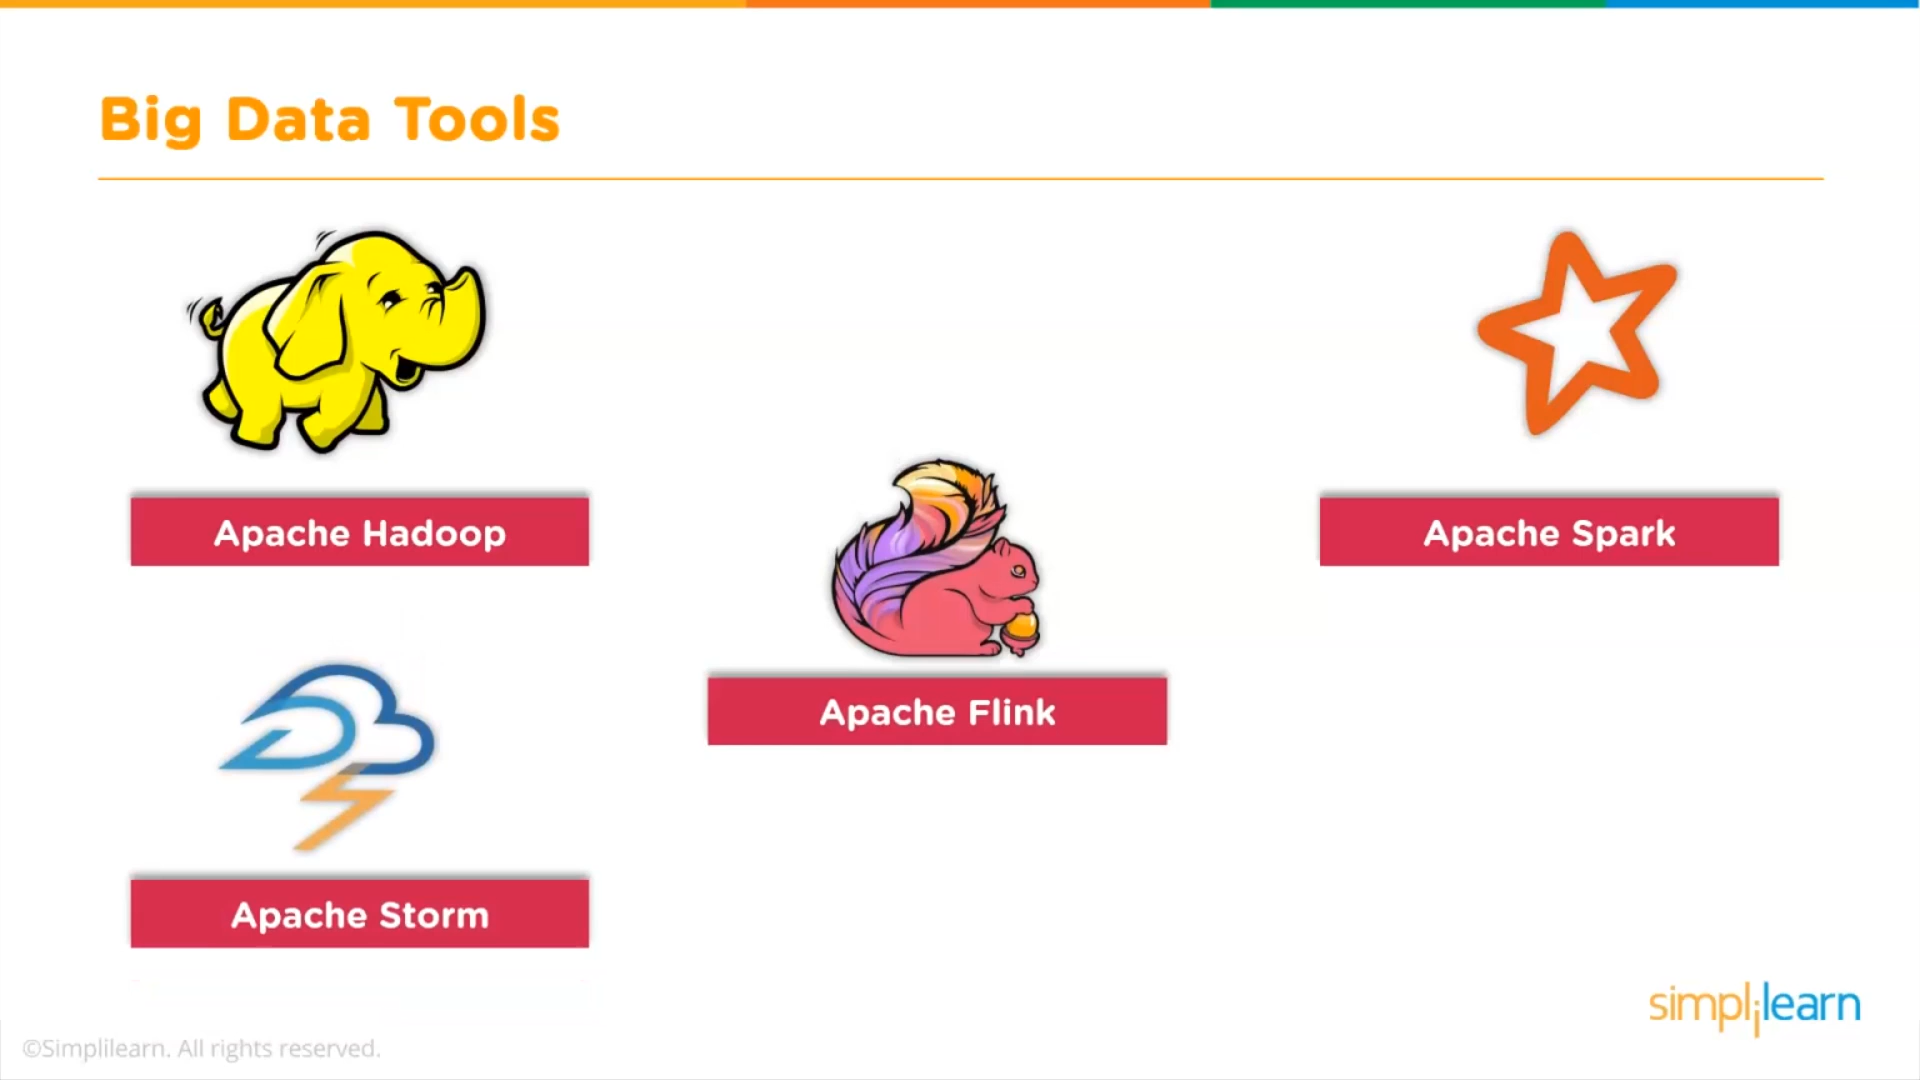 Big Data Tools
Apache Hadoop
Apache Spark
Apache Flink
Apache Storm
simplilearn
©Simplilearn. All rights reserved.